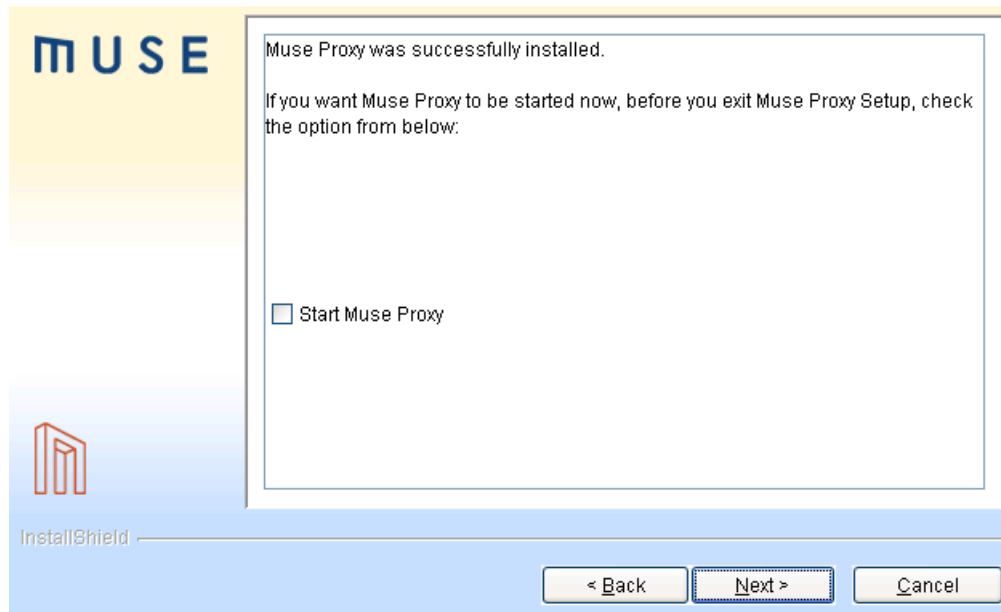 MUSE
Muse Proxy was successfully installed.
If you want Muse Proxy to be started now, before you exit Muse Proxy Setup, check
the option from below:
Start Muse Proxy
InstallShield
< Back
Next >
Cancel